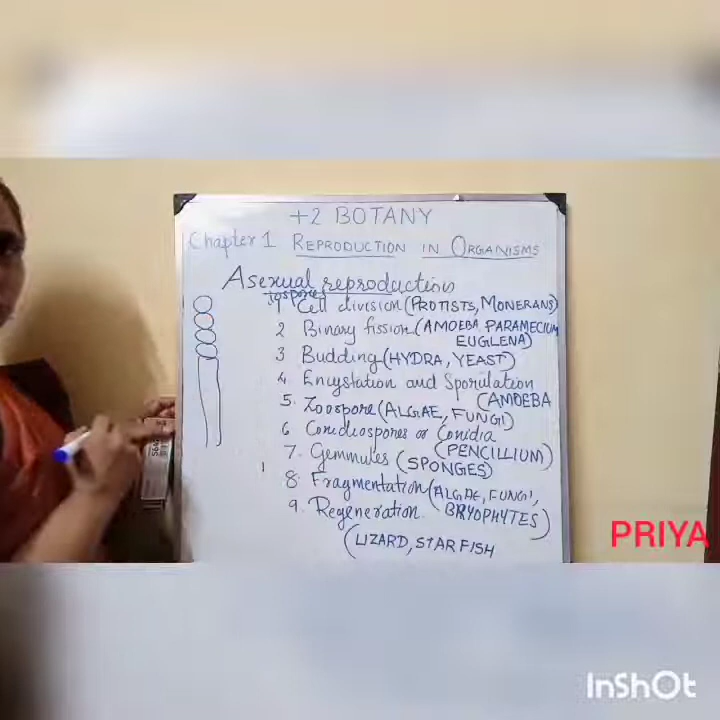 +2 BOTANY
Chapter 1 REPRODUCTION IN ORGANISMS
Asexual reproduction
1 Cell division (PROTISTS, MONERANS)
2 Binary fission (AMOEBA PARAMECIUM
EUGLENA)
3 Budding (HYDRA, YEAST)
4. Encystation and Sporulation
(AMOEBA
5. Zoospore (ALGAE, FUNGI)
6 Conidiospores or Conidia
(PENCILLIUM)
7. Gemmules (SPONGES)
8. Fragmentation (ALGAE, FUNGI,
BRYOPHYTES)
9. Regeneration
(LIZARD, STAR FISH
PRIYA
InShOt